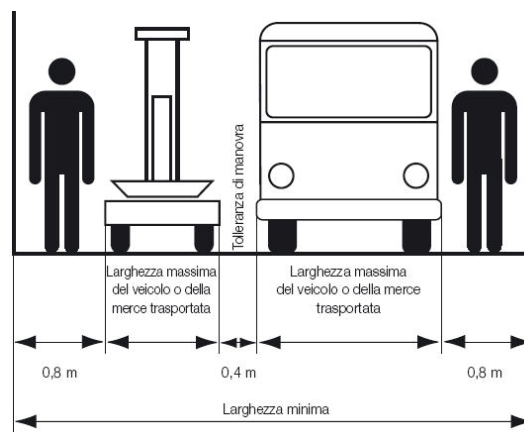 Tolleranza di manovra
Larghezza massima
del veicolo o della
merce trasportata
Larghezza massima
del veicolo o della merce
trasportata
0,8 m
0,4 m
0,8 m
Larghezza minima